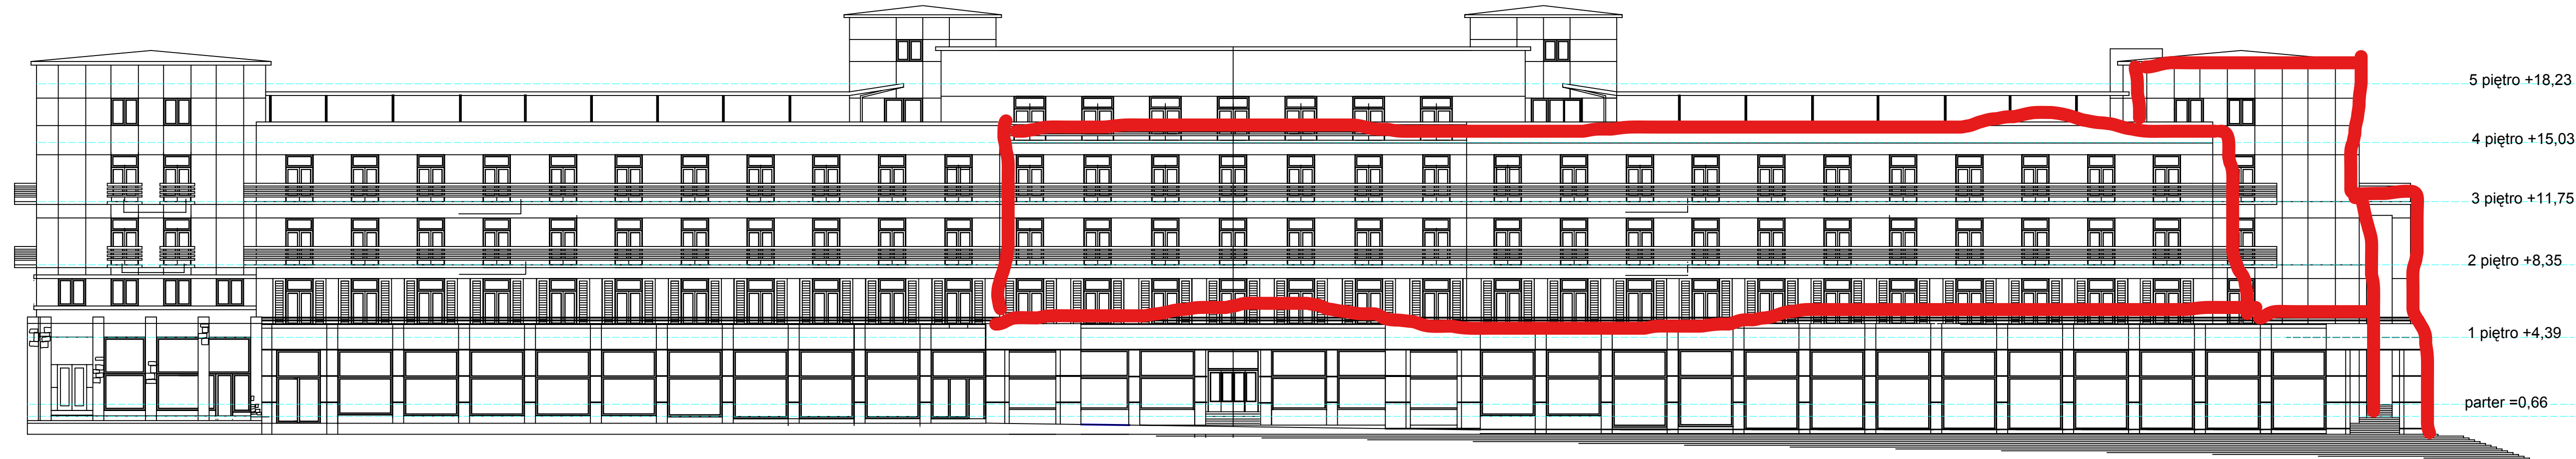 5 piętro +18,23
4 piętro +15,03
3 piętro +11,75
2 piętro +8,35
1 piętro +4,39
parter =0,66